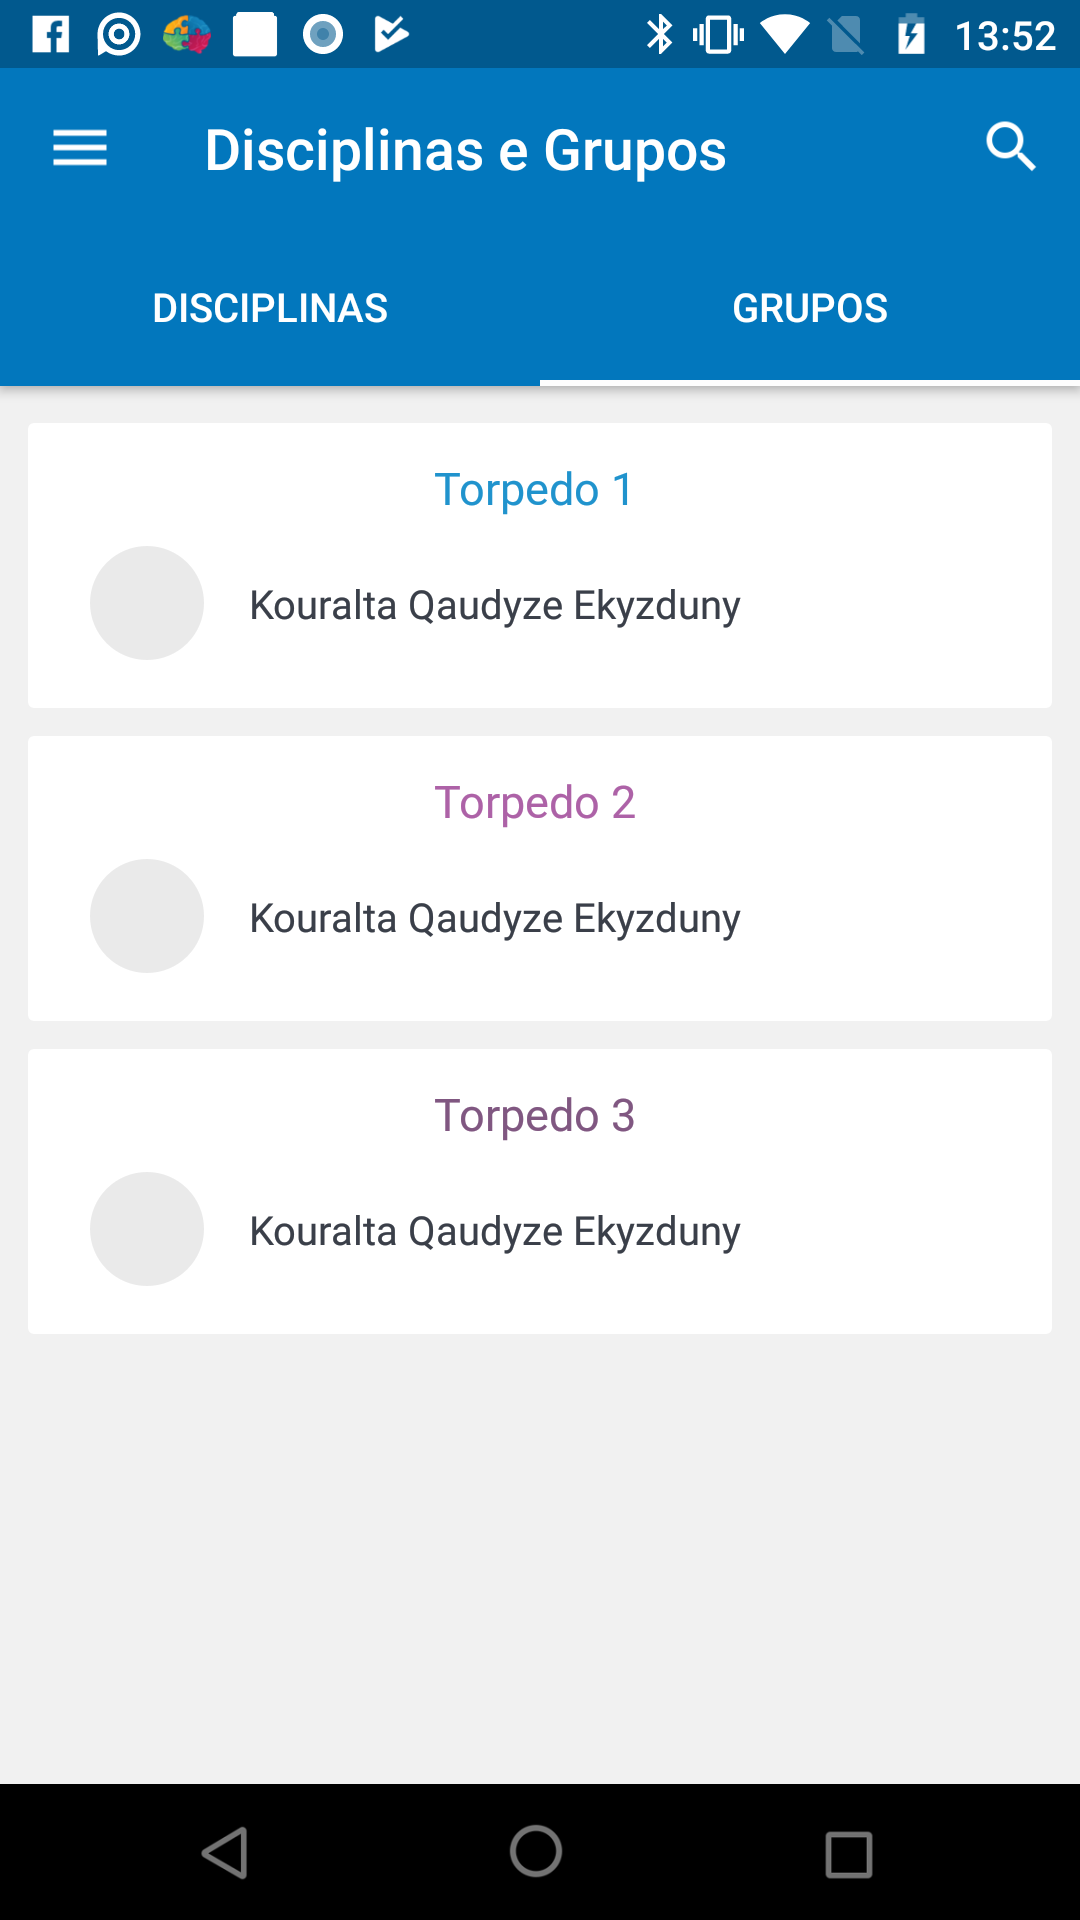 13:52
Disciplinas e Grupos
DISCIPLINAS
GRUPOS
Torpedo 1
Kouralta Qaudyze Ekyzduny
Torpedo 2
Kouralta Qaudyze Ekyzduny
Torpedo 3
Kouralta Qaudyze Ekyzduny